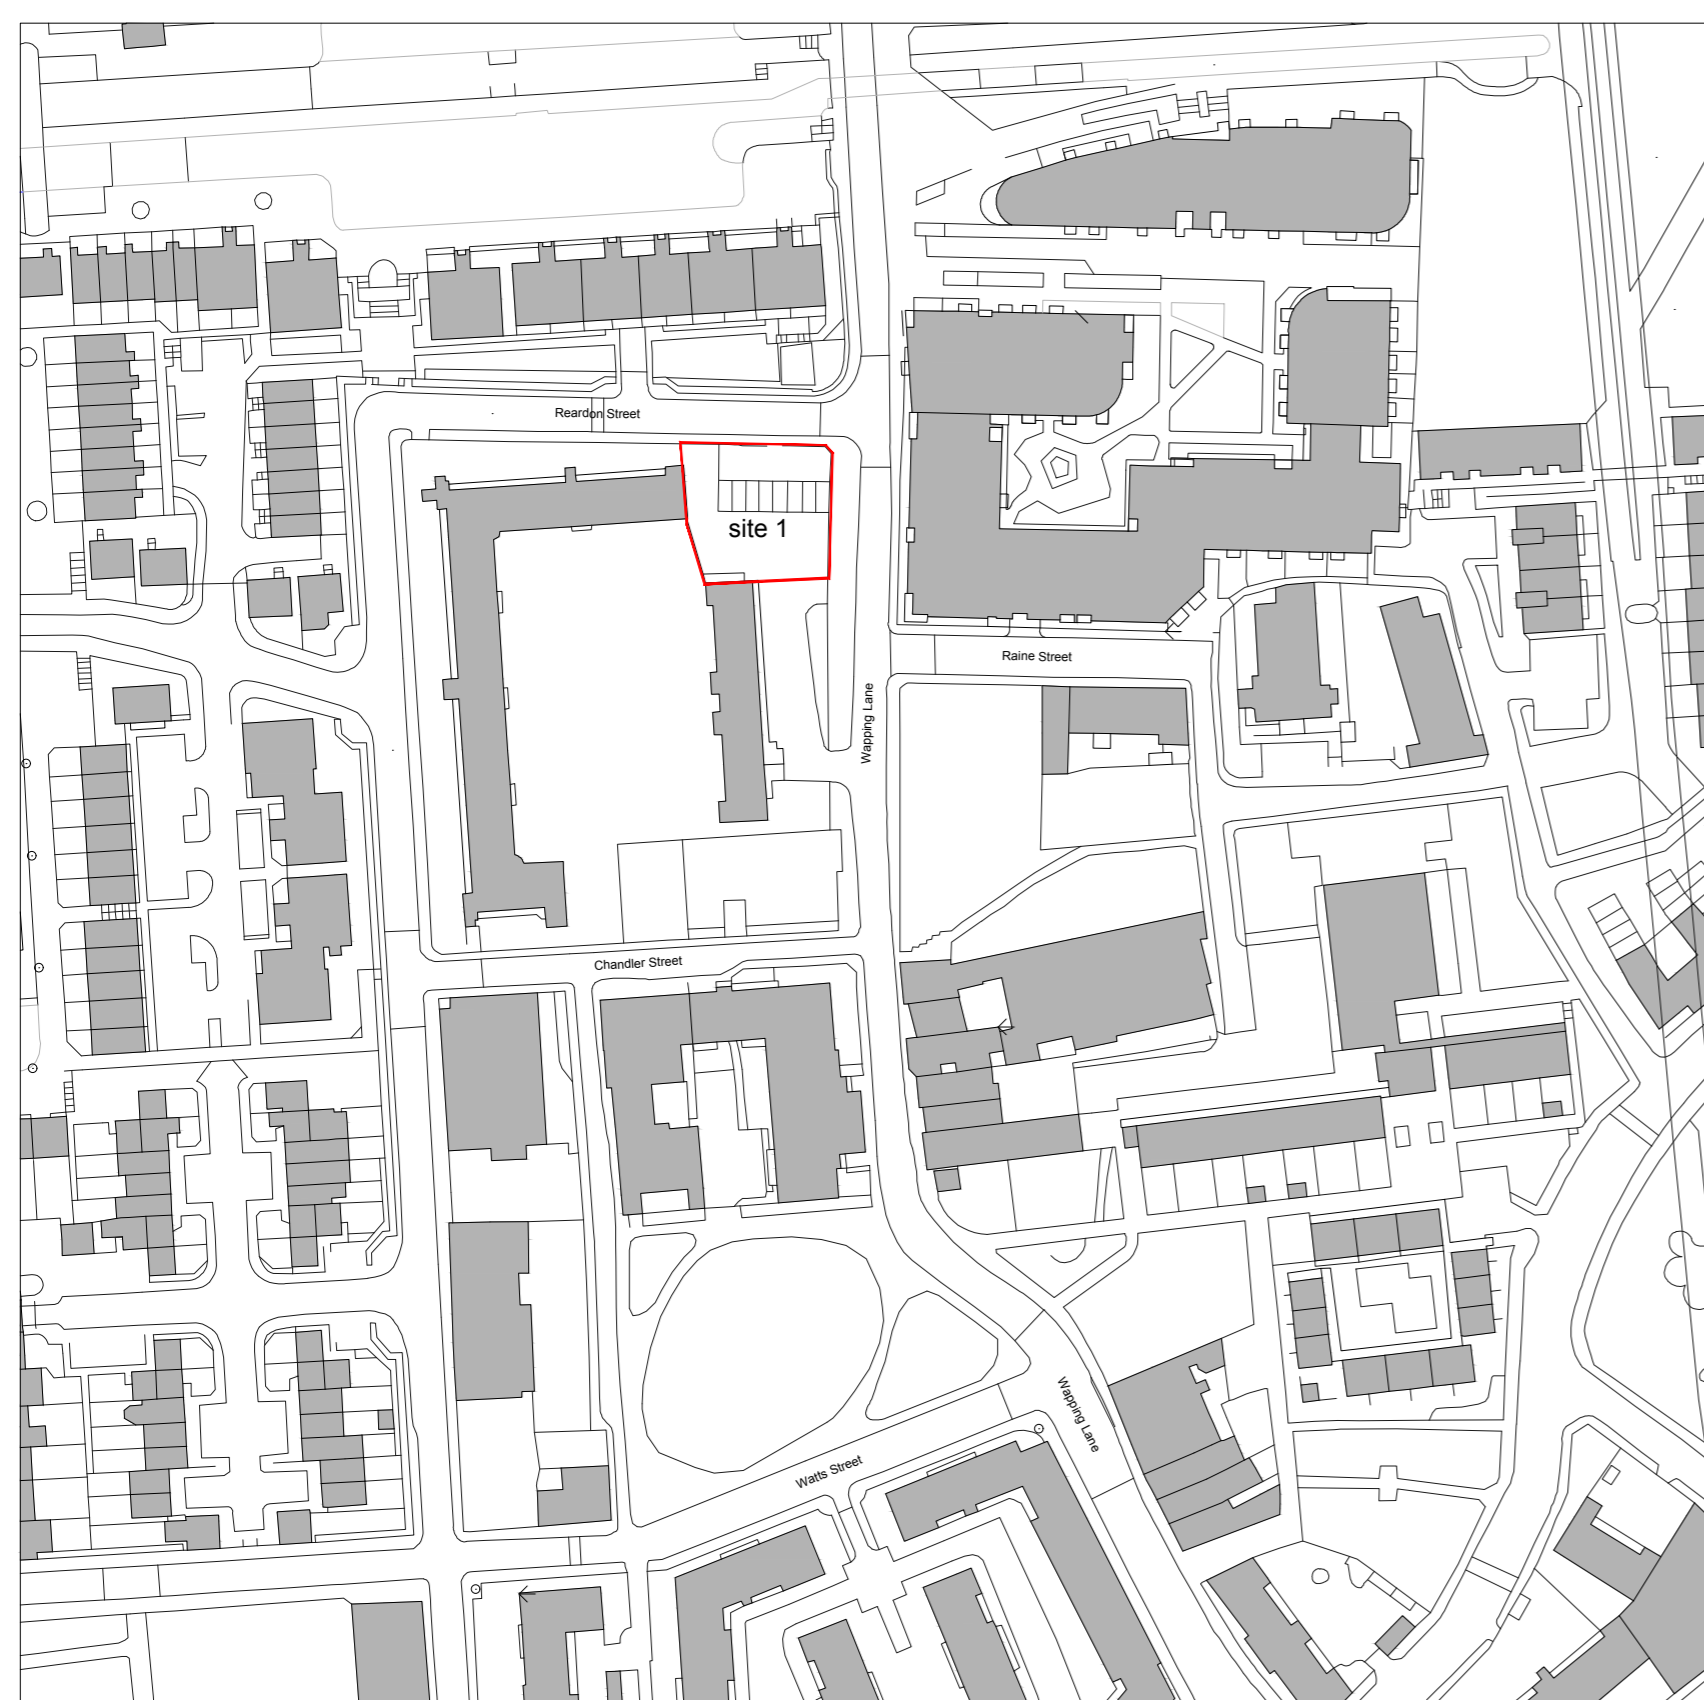 Reardon Street
site 1
Raine Street
Wapping Lane
Chandler Street
Wapping Lane
Watts Street